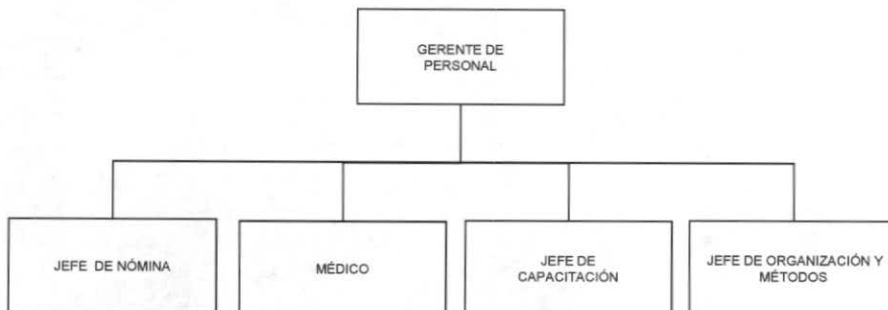 GERENTE DE
PERSONAL
JEFE DE NÓMINA
MÉDICO
JEFE DE
CAPACITACIÓN
JEFE DE ORGANIZACIÓN Y
MÉTODOS